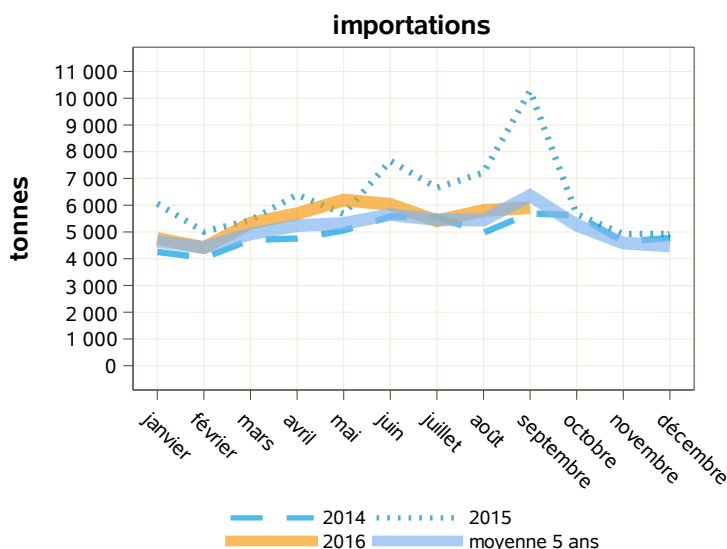 importations
tonnes
11 000
10 000
9 000
8 000
7 000
6 000
5 000
4 000
3 000
2 000
1 000
0
janvier
février
mars
avril
mai
juin
juillet
août
septembre
octobre
novembre
décembre
2014 2015
2016 moyenne 5 ans